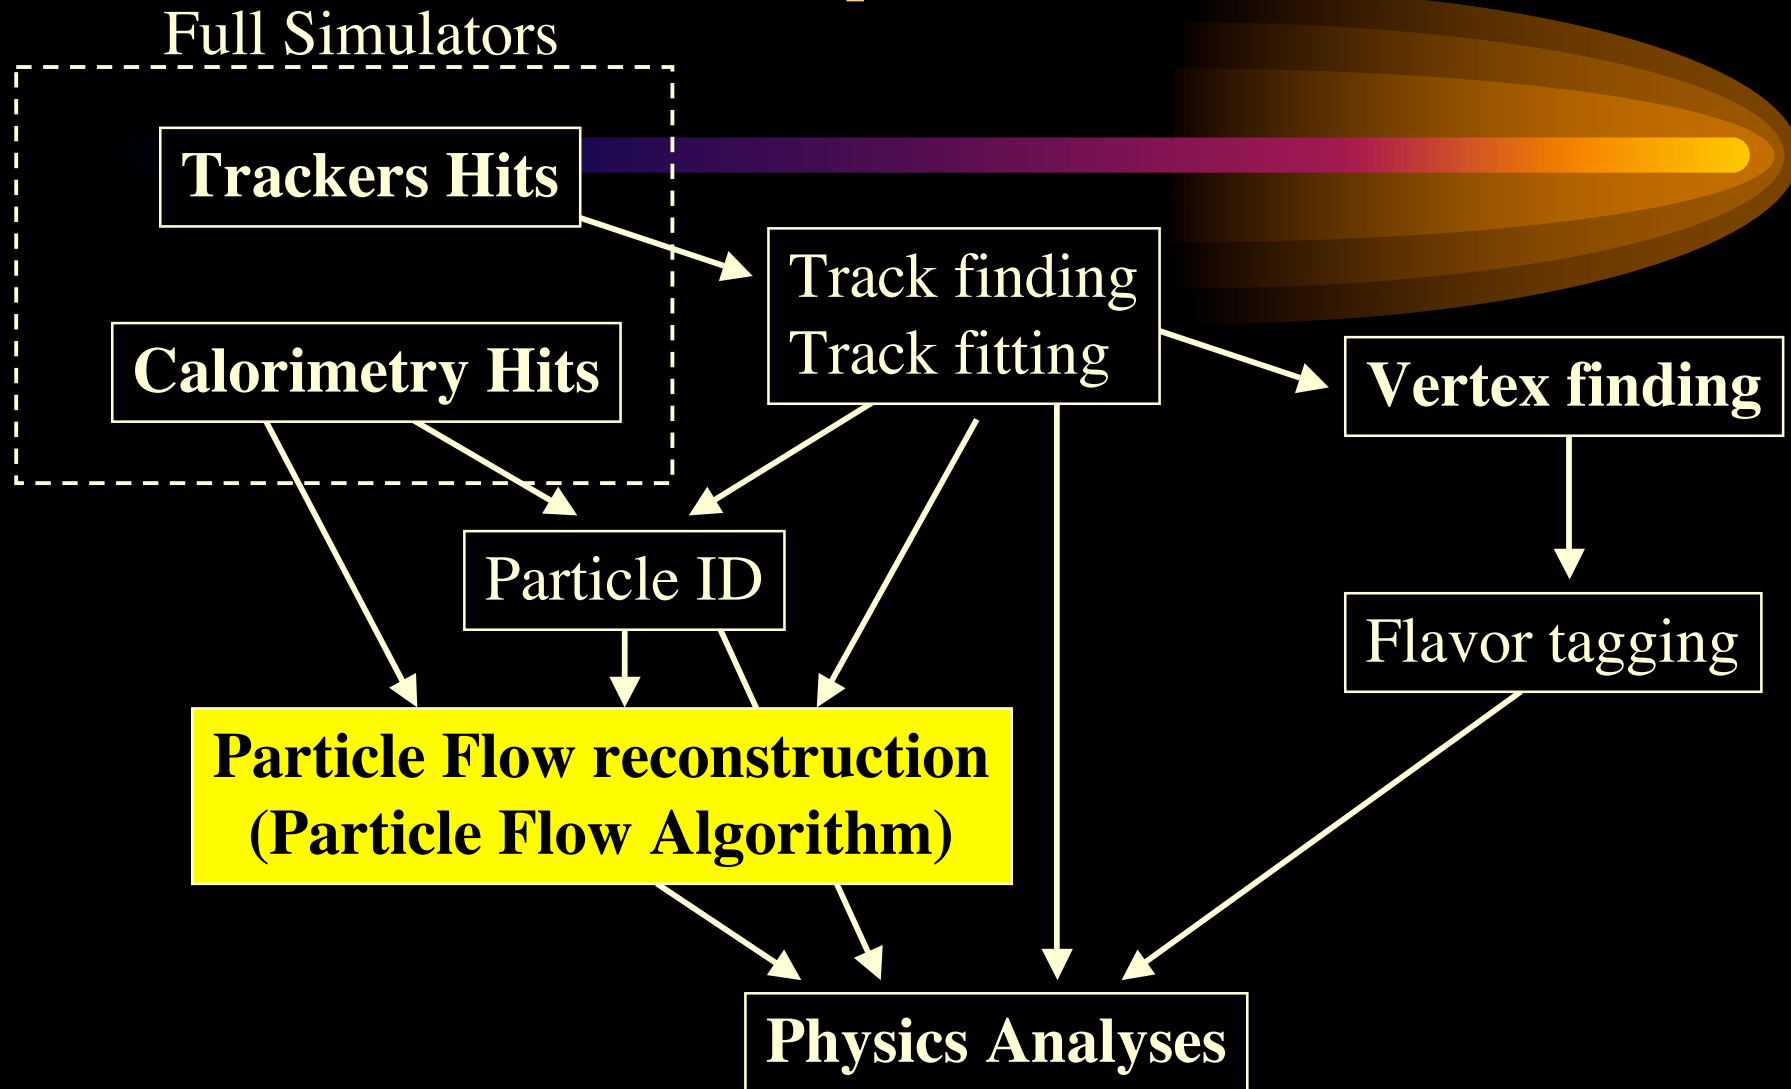 Full Simulators
Trackers Hits
Track finding
Track fitting
Calorimetry Hits
Vertex finding
Particle ID
Flavor tagging
Particle Flow reconstruction
(Particle Flow Algorithm)
Physics Analyses